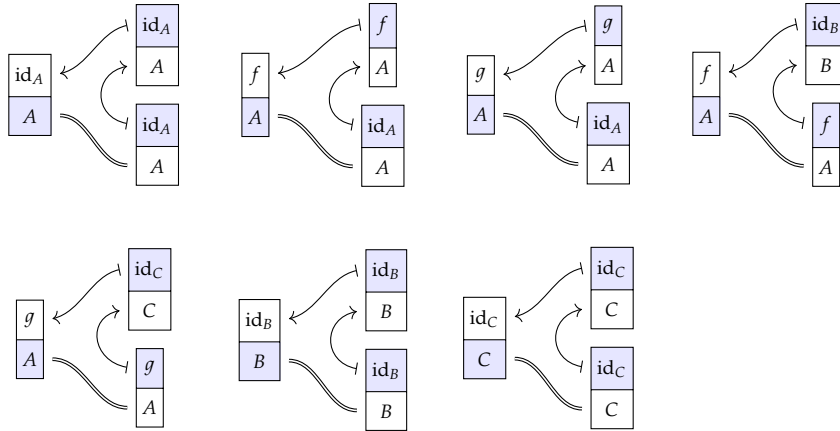 id_A A id_A A id_A A
f A f A id_A A
g A g A id_A A
f A id_B B f A
g A id_C C g A
id_B B id_B B id_B B
id_C C id_C C id_C C